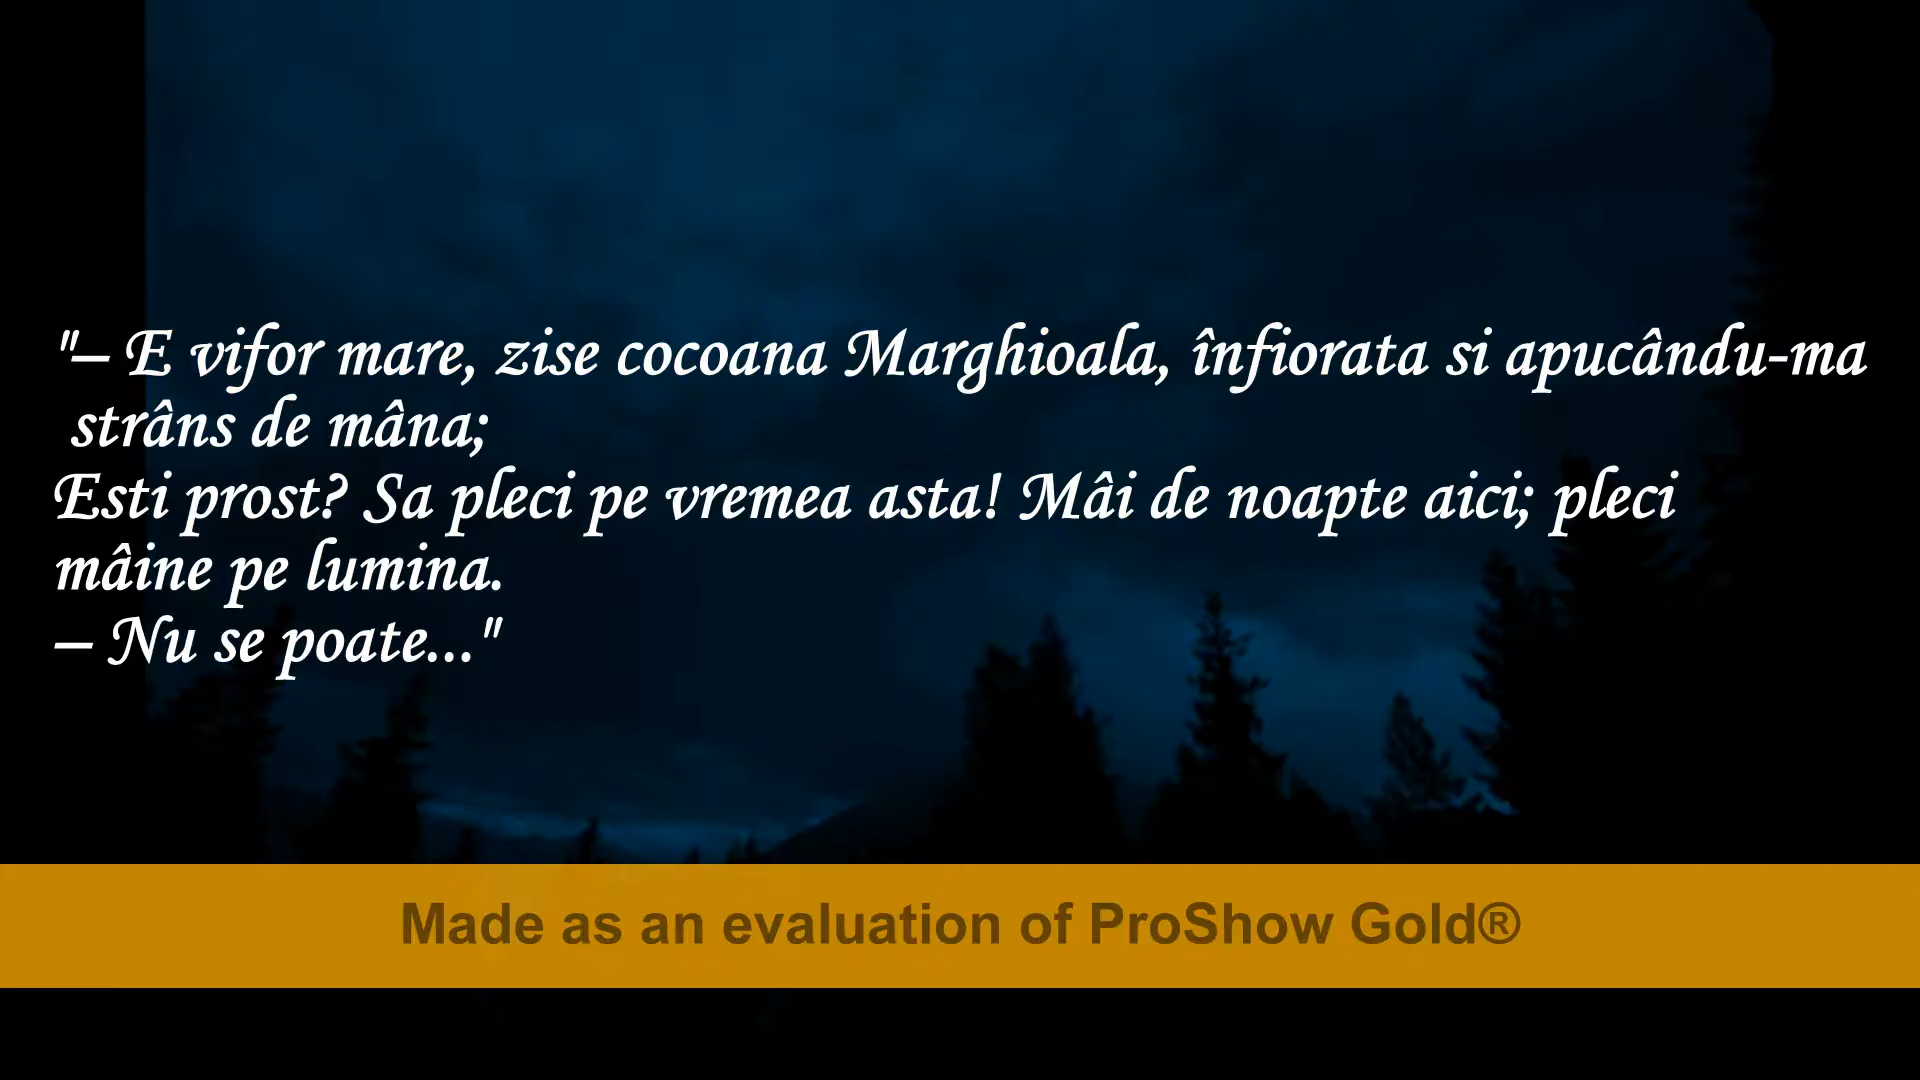 "– E vifor mare, zise cocoana Marghioala, înfiorata si apucându-ma
strâns de mâna;
Esti prost? Sa pleci pe vremea asta! Mâi de noapte aici; pleci
mâine pe lumina.
– Nu se poate..."
Made as an evaluation of ProShow Gold®